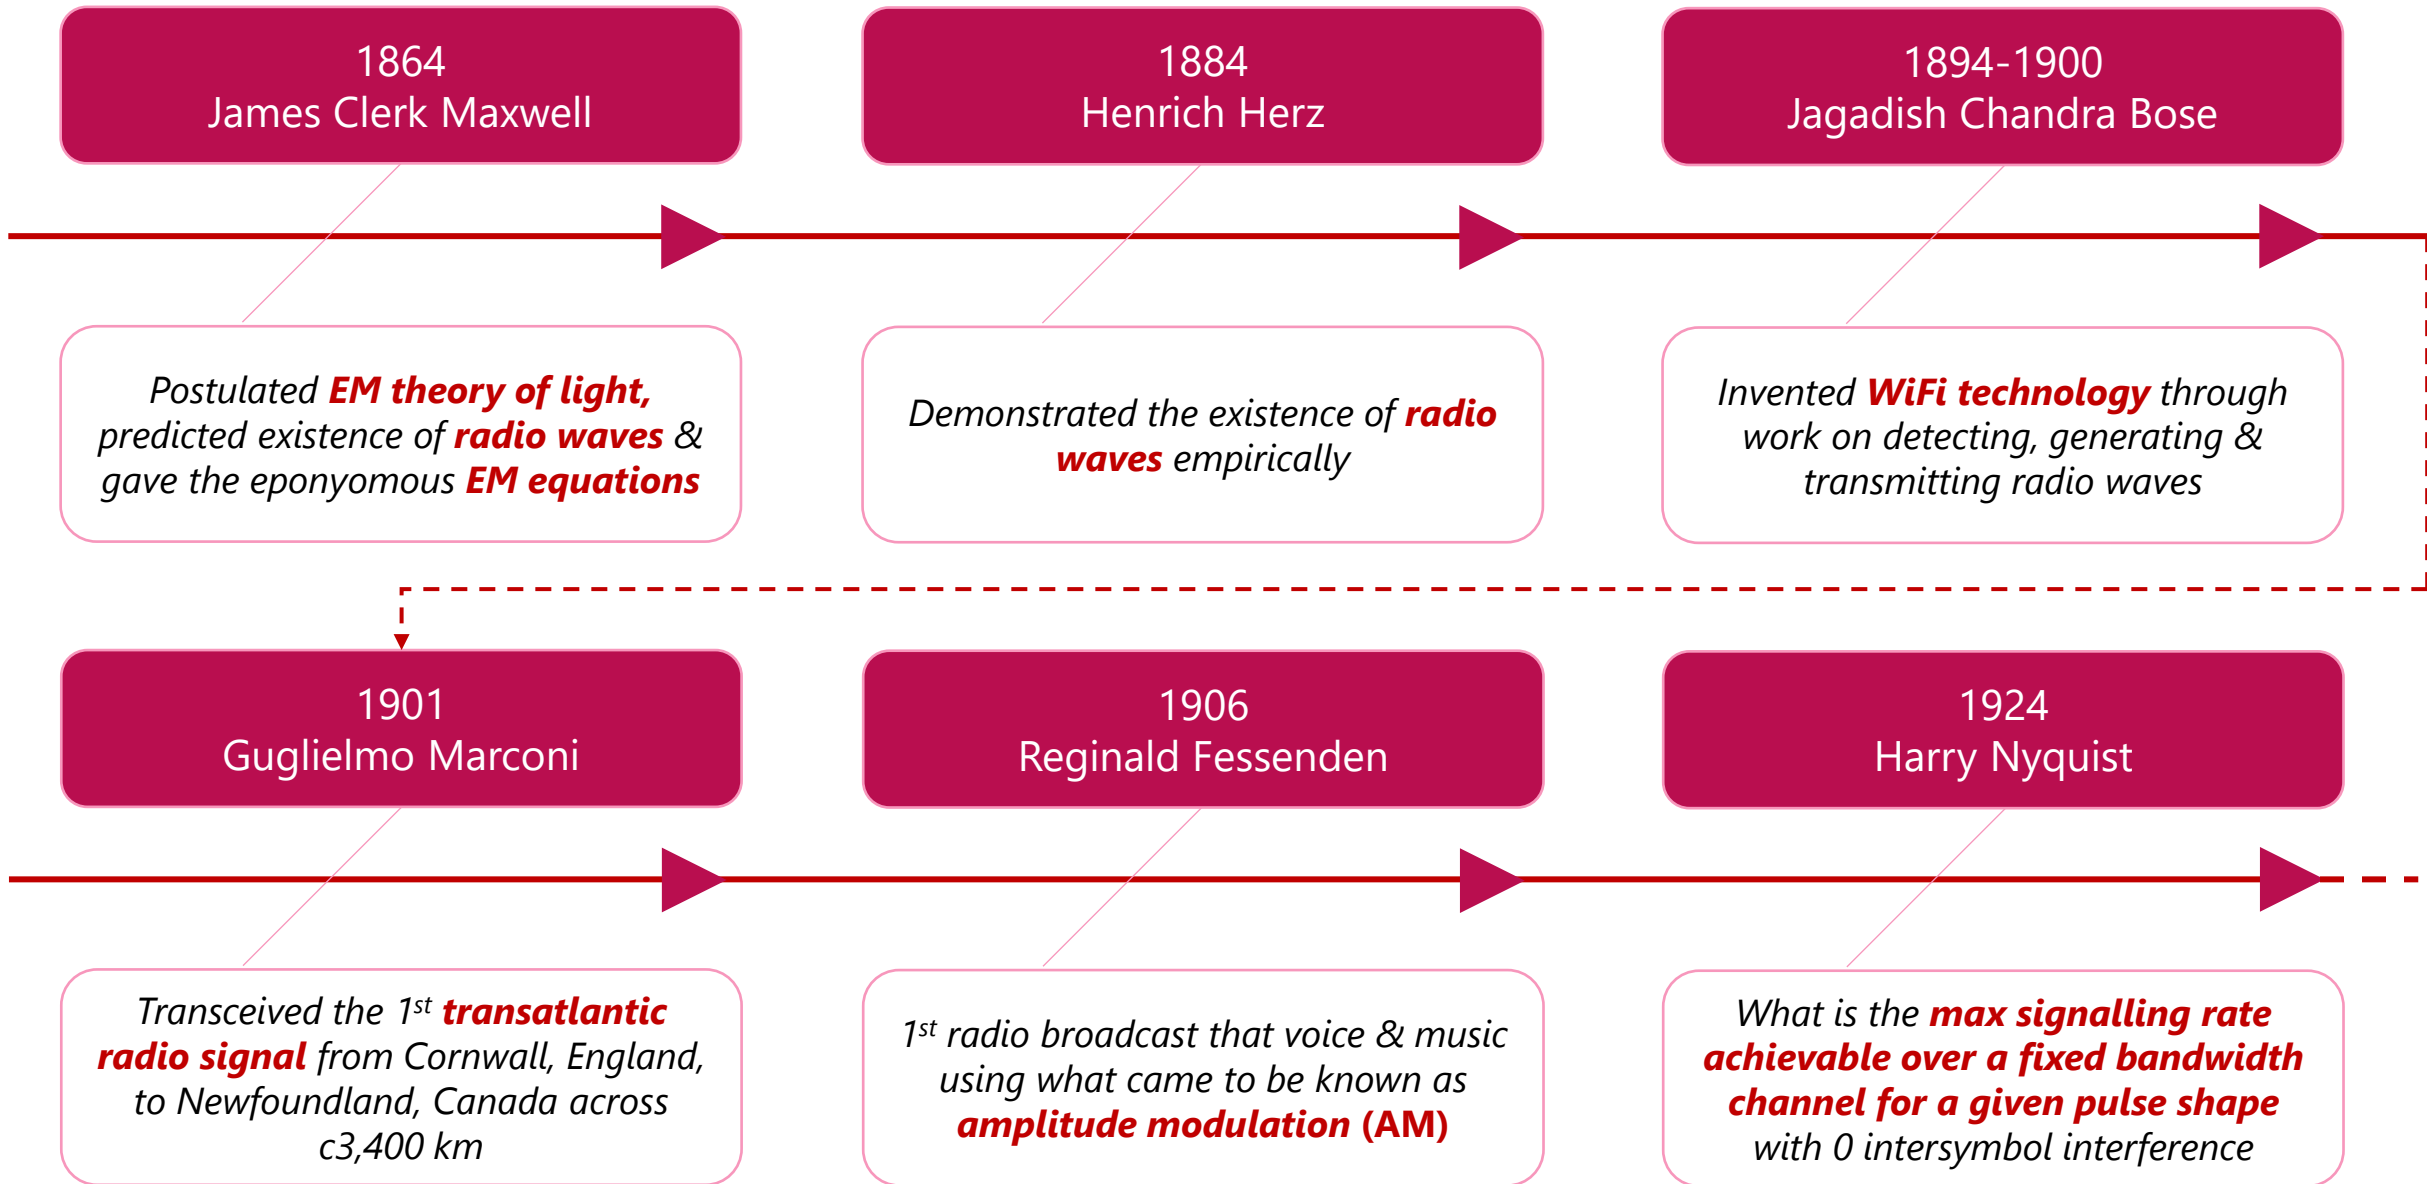 1864
James Clerk Maxwell
1884
Henrich Herz
1894-1900
Jagadish Chandra Bose
Postulated EM theory of light,
predicted existence of radio waves &
gave the eponyomous EM equations
Demonstrated the existence of radio
waves empirically
Invented WiFi technology through
work on detecting, generating &
transmitting radio waves
1901
Guglielmo Marconi
1906
Reginald Fessenden
1924
Harry Nyquist
Transceived the 1st transatlantic
radio signal from Cornwall, England,
to Newfoundland, Canada across
c3,400 km
1st radio broadcast that voice & music
using what came to be known as
amplitude modulation (AM)
What is the max signalling rate
achievable over a fixed bandwidth
channel for a given pulse shape
with 0 intersymbol interference